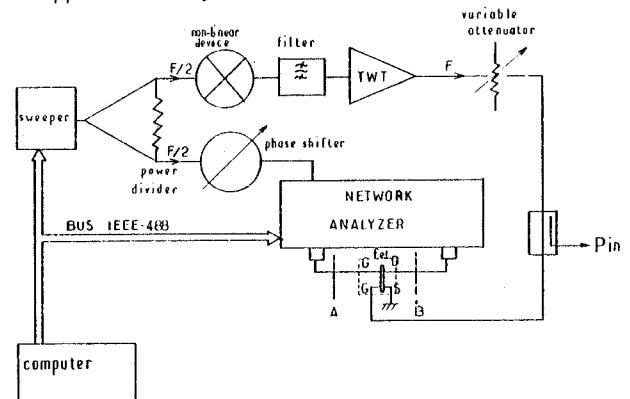 variable
attenuator
non-linear
device
filter
F/2
TWT
F
sweeper
F/2
phase shifter
power
divider
NETWORK
ANALYZER
BUS IEEE-488
Pin
fet
G D
G S
A B
computer